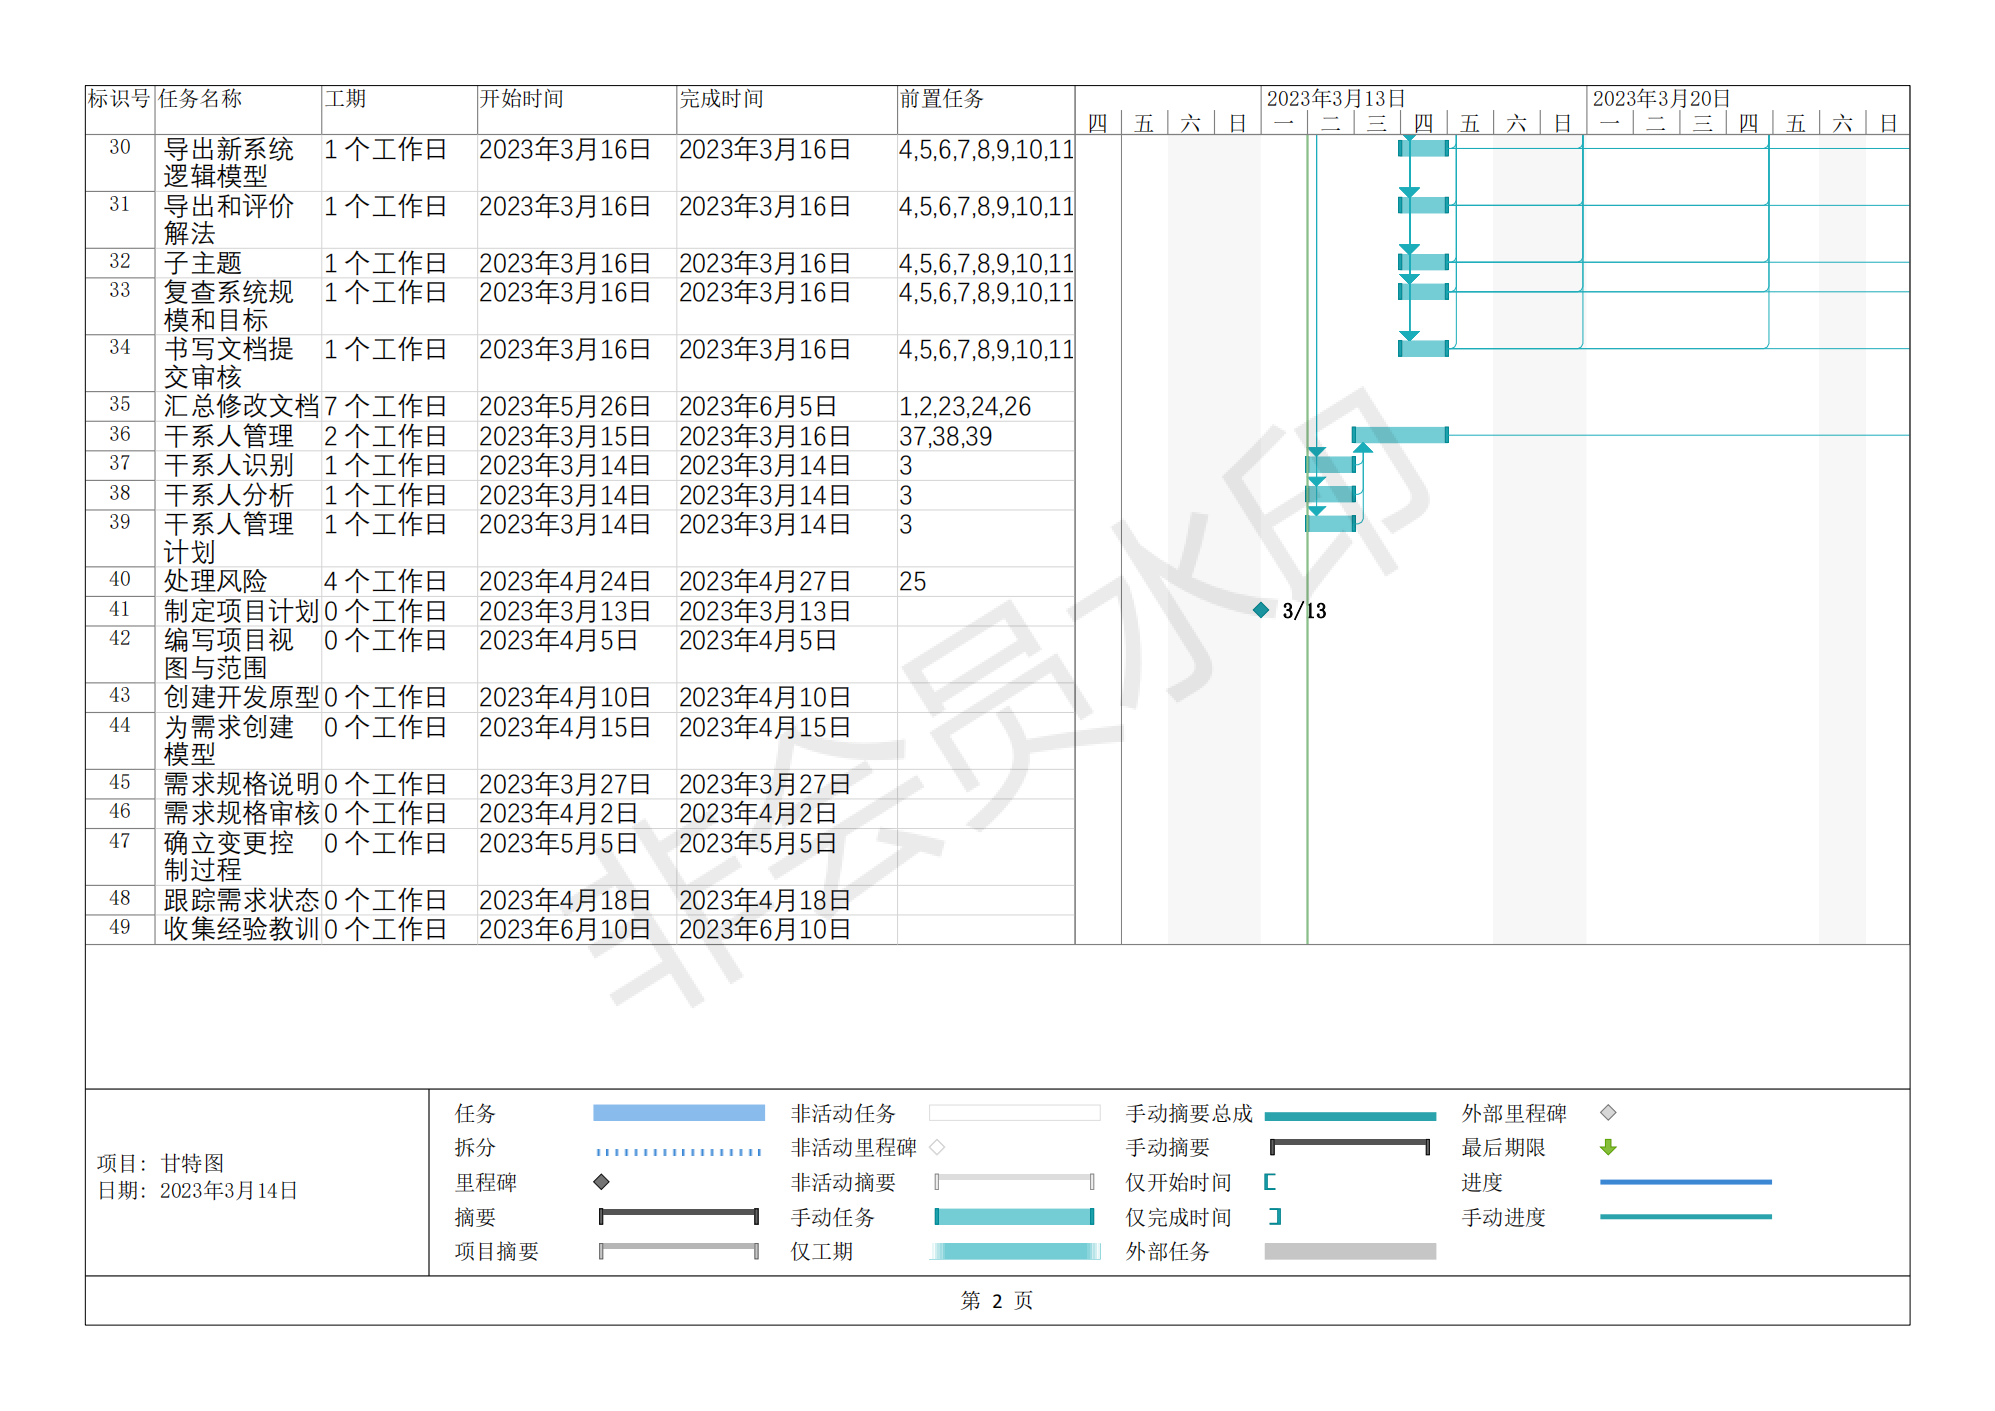 标识号 任务名称 工期 开始时间 完成时间 前置任务 2023年3月13日 2023年3月20日
四 五 六 日 一 二 三 四 五 六 日 一 二 三 四 五 六 日
30 导出新系统 1 个工作日 2023年3月16日 2023年3月16日 4,5,6,7,8,9,10,11
逻辑模型
31 导出和评价 1 个工作日 2023年3月16日 2023年3月16日 4,5,6,7,8,9,10,11
解法
32 子主题 1 个工作日 2023年3月16日 2023年3月16日 4,5,6,7,8,9,10,11
33 复查系统规 1 个工作日 2023年3月16日 2023年3月16日 4,5,6,7,8,9,10,11
模和目标
34 书写文档提 1 个工作日 2023年3月16日 2023年3月16日 4,5,6,7,8,9,10,11
交审核
35 汇总修改文档 7 个工作日 2023年5月26日 2023年6月5日 1,2,23,24,26
36 干系人管理 2 个工作日 2023年3月15日 2023年3月16日 37,38,39
37 干系人识别 1 个工作日 2023年3月14日 2023年3月14日 3
38 干系人分析 1 个工作日 2023年3月14日 2023年3月14日 3
39 干系人管理 1 个工作日 2023年3月14日 2023年3月14日 3
计划
40 处理风险 4 个工作日 2023年4月24日 2023年4月27日 25
41 制定项目计划 0 个工作日 2023年3月13日 2023年3月13日 3/13
42 编写项目视 0 个工作日 2023年4月5日 2023年4月5日
图与范围
43 创建开发原型 0 个工作日 2023年4月10日 2023年4月10日
44 为需求创建 0 个工作日 2023年4月15日 2023年4月15日
模型
45 需求规格说明 0 个工作日 2023年3月27日 2023年3月27日
46 需求规格审核 0 个工作日 2023年4月2日 2023年4月2日
47 确立变更控 0 个工作日 2023年5月5日 2023年5月5日
制过程
48 跟踪需求状态 0 个工作日 2023年4月18日 2023年4月18日
49 收集经验教训 0 个工作日 2023年6月10日 2023年6月10日
非会员水印
项目: 甘特图
日期: 2023年3月14日
任务 非活动任务 手动摘要总成 外部里程碑
拆分 非活动里程碑 手动摘要 最后期限
里程碑 非活动摘要 仅开始时间 进度
摘要 手动任务 仅完成时间 手动进度
项目摘要 仅工期 外部任务
第 2 页